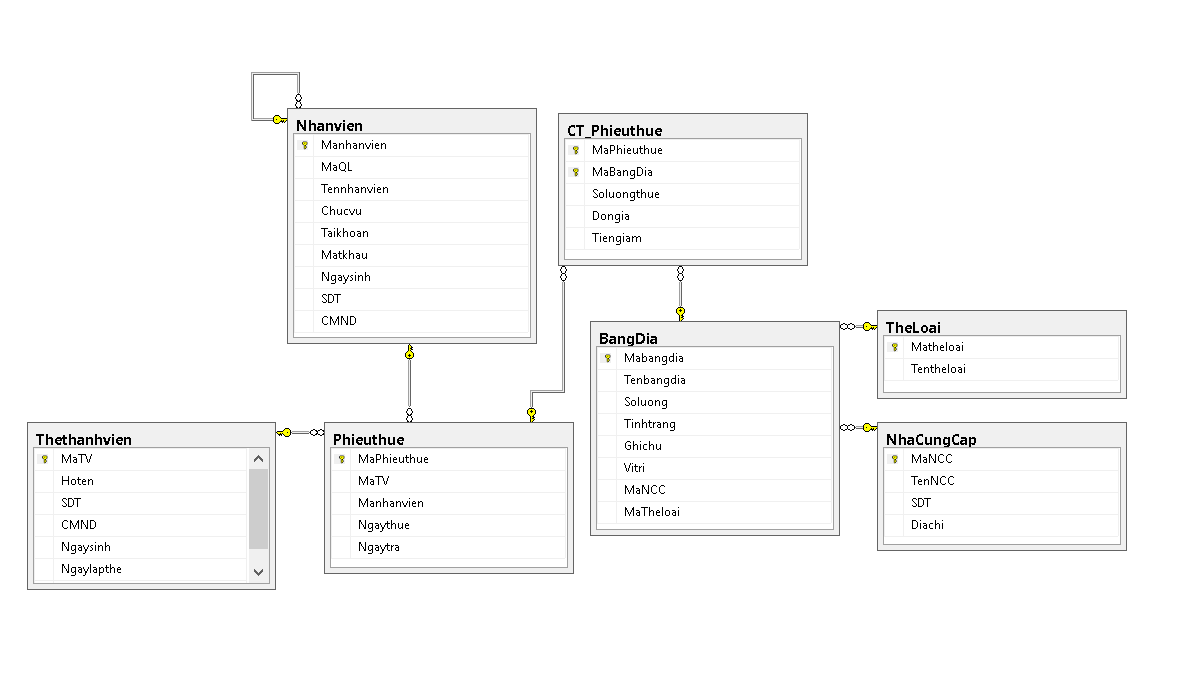 Nhanvien
Manhanvien
MaQL
Tennhanvien
Chucvu
Taikhoan
Matkhau
Ngaysinh
SDT
CMND
CT_Phieuthue
MaPhieuthue
MaBangDia
Soluongthue
Dongia
Tiengiam
BangDia
Mabangdia
Tenbangdia
Soluong
Tinhtrang
Ghichu
Vitri
MaNCC
MaTheloai
TheLoai
Matheloai
Tentheloai
Thethanhvien
MaTV
Hoten
SDT
CMND
Ngaysinh
Ngaylapthe
Phieuthue
MaPhieuthue
MaTV
Manhanvien
Ngaythue
Ngaytra
NhaCungCap
MaNCC
TenNCC
SDT
Diachi